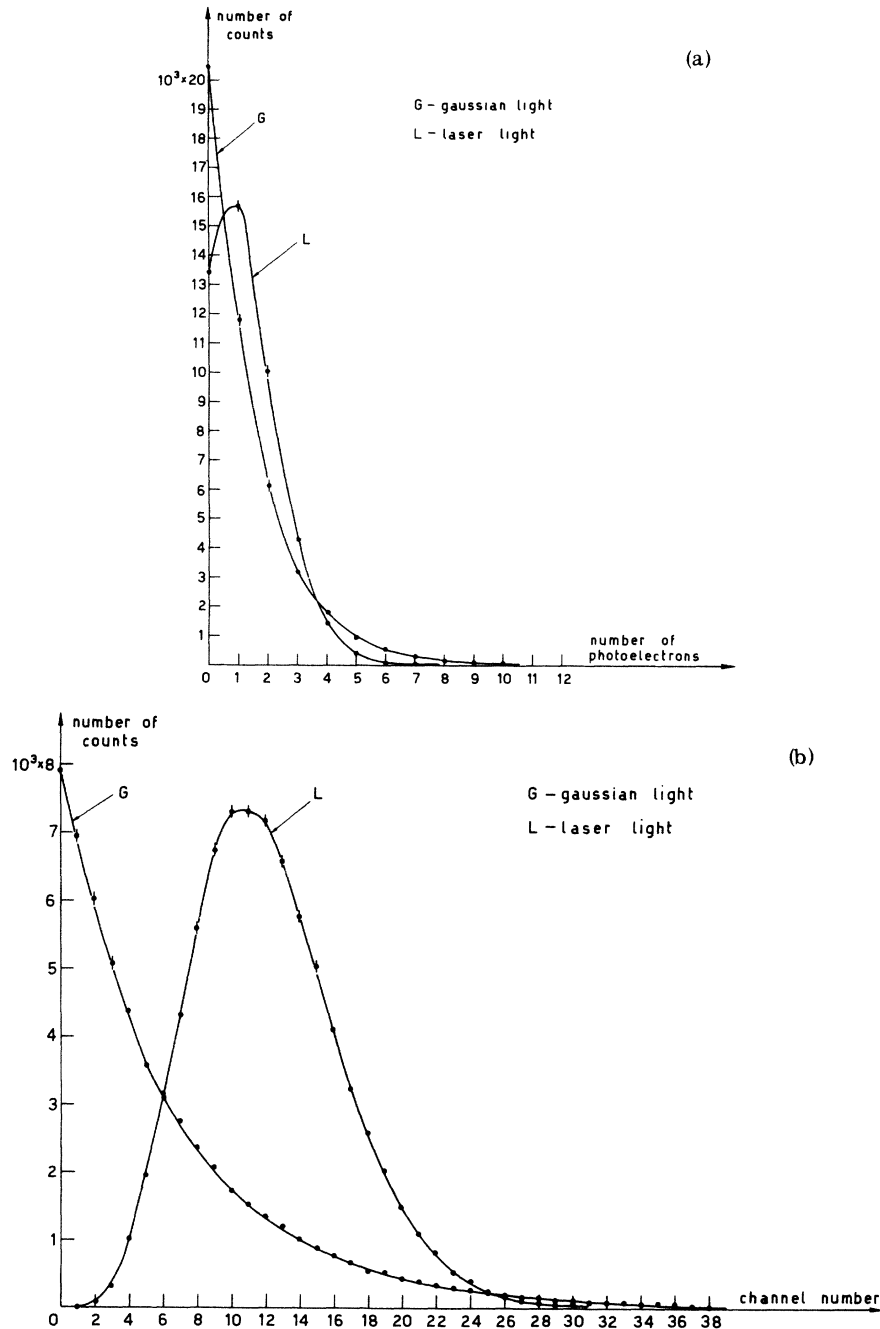 number of
counts
(a)
10³×20
G – gaussian light
L – laser light
19
18
G
17
16
15
L
14
13
12
11
10
9
8
7
6
5
4
3
2
1
number of
photoelectrons
0 1 2 3 4 5 6 7 8 9 10 11 12
number of
counts
(b)
10³×8
G
L
G – gaussian light
L – laser light
7
6
5
4
3
2
1
channel number
0 2 4 6 8 10 12 14 16 18 20 22 24 26 28 30 32 34 36 38